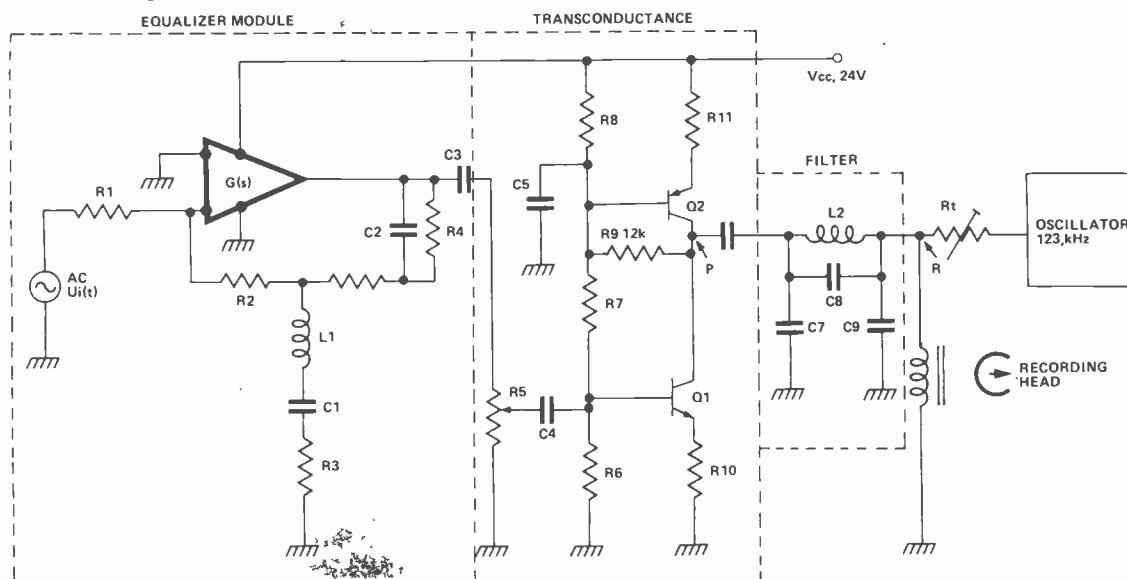 EQUALIZER MODULE
TRANSCONDUCTANCE
Vcc, 24V
R8
R11
FILTER
C3
G(s)
R1
C5
Q2
L2
Rt
OSCILLATOR
123,kHz
C2
R4
R9 12k
P
R
AC
Ui(t)
R2
R7
C8
C7
C9
L1
RECORDING
HEAD
R5
Q1
C1
C4
R3
R6
R10